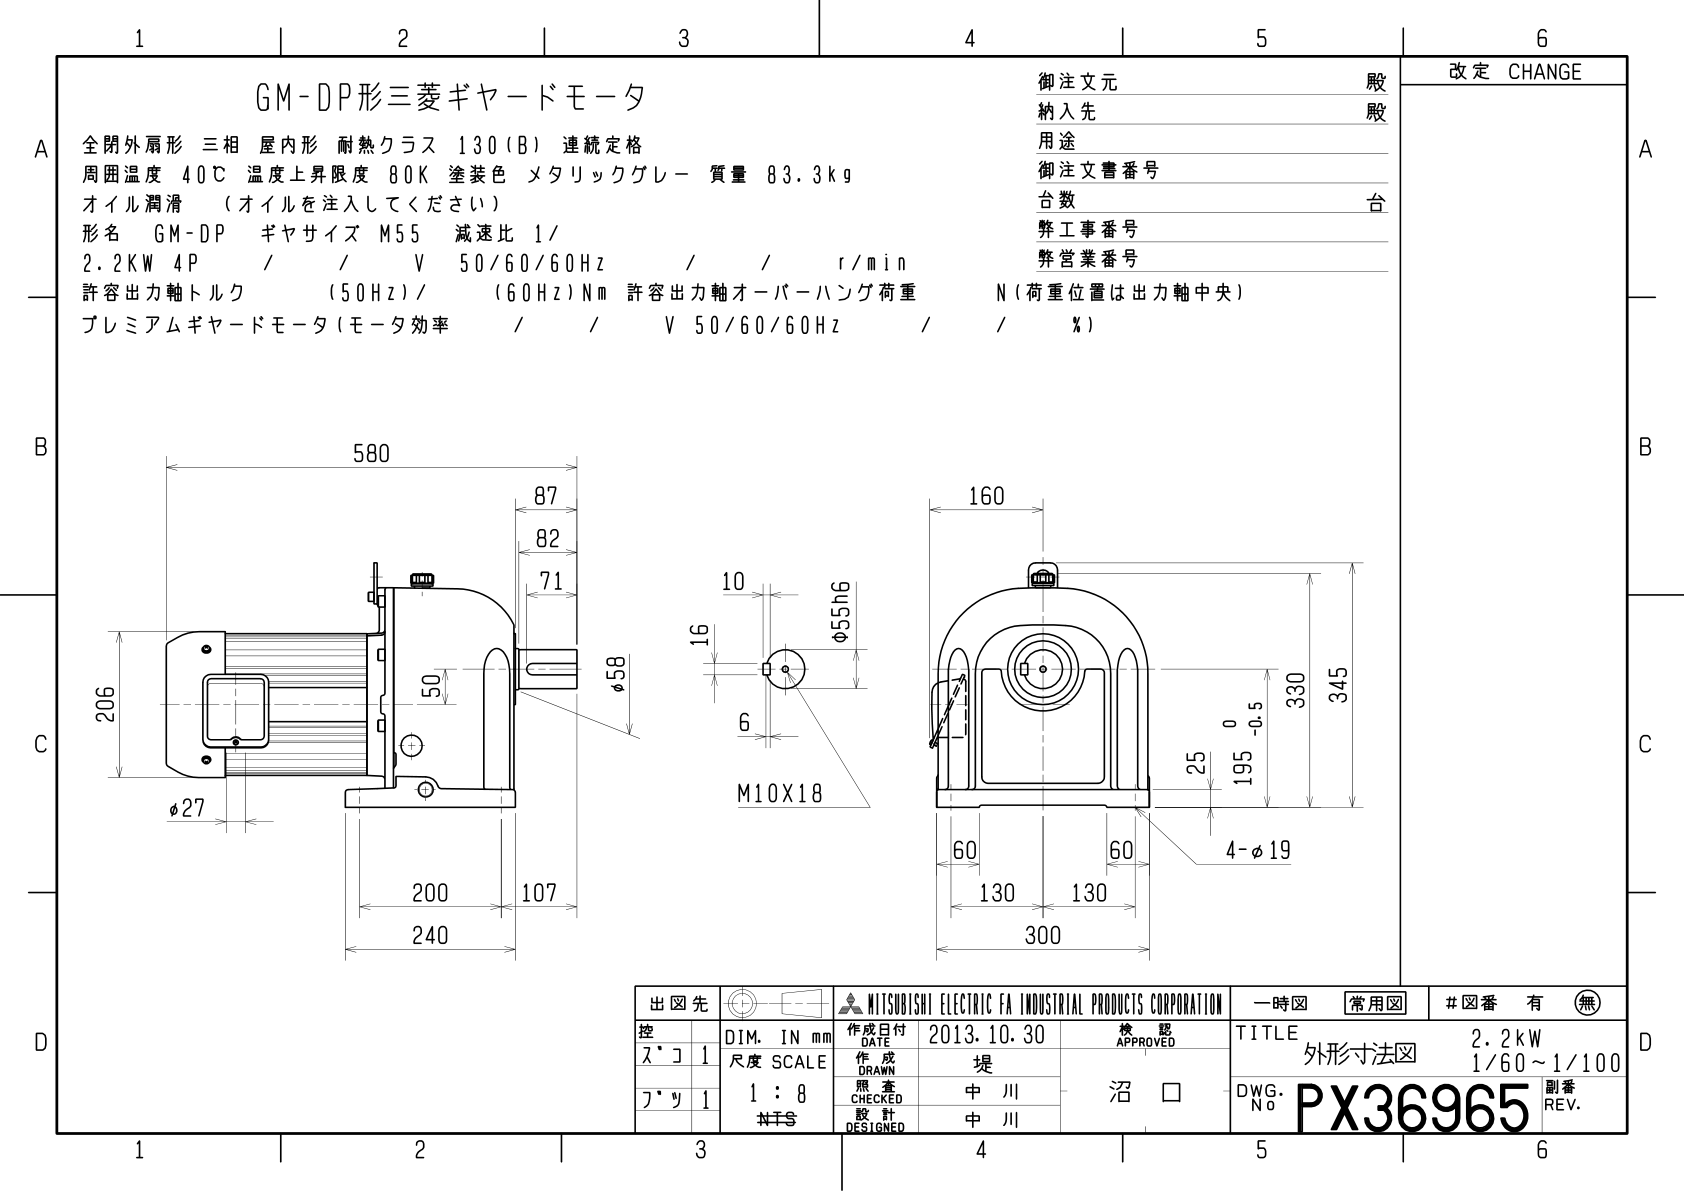 1 2 3 4 5 6
改定 CHANGE
GM-DP形三菱ギヤードモータ
全閉外扇形 三相 屋内形 耐熱クラス 130(B) 連続定格
周囲温度 40℃ 温度上昇限度 80K 塗装色 メタリックグレー 質量 83.3kg
オイル潤滑 (オイルを注入してください)
形名 GM-DP ギヤサイズ M55 減速比 1/
2.2KW 4P / / V 50/60/60Hz / / r/min
許容出力軸トルク (50Hz)/ (60Hz)Nm 許容出力軸オーバーハング荷重 N(荷重位置は出力軸中央)
プレミアムギヤードモータ(モータ効率 / / V 50/60/60Hz / / %)
御注文元 殿
納入先 殿
用途
御注文書番号
台数 台
弊工事番号
弊営業番号
A A
B B
C C
D D
580
87
82
71
206
50
φ58
φ27
200 107
240
10
16
6
Φ55h6
M10X18
160
345
330
195 0 -0.5
25
4-φ19
60 60
130 130
300
出図先
控
ズコ 1
ブツ 1
DIM. IN mm
尺度 SCALE
1 : 8
NTS
MITSUBISHI ELECTRIC FA INDUSTRIAL PRODUCTS CORPORATION
作成日付 DATE 2013.10.30
作成 DRAWN 堤
照査 CHECKED 中川
設計 DESIGNED 中川
検認 APPROVED
沼口
一時図 常用図 #図番 有 無
TITLE
外形寸法図
2.2kW
1/60~1/100
DWG. No PX36965
副番 REV.
1 2 3 4 5 6